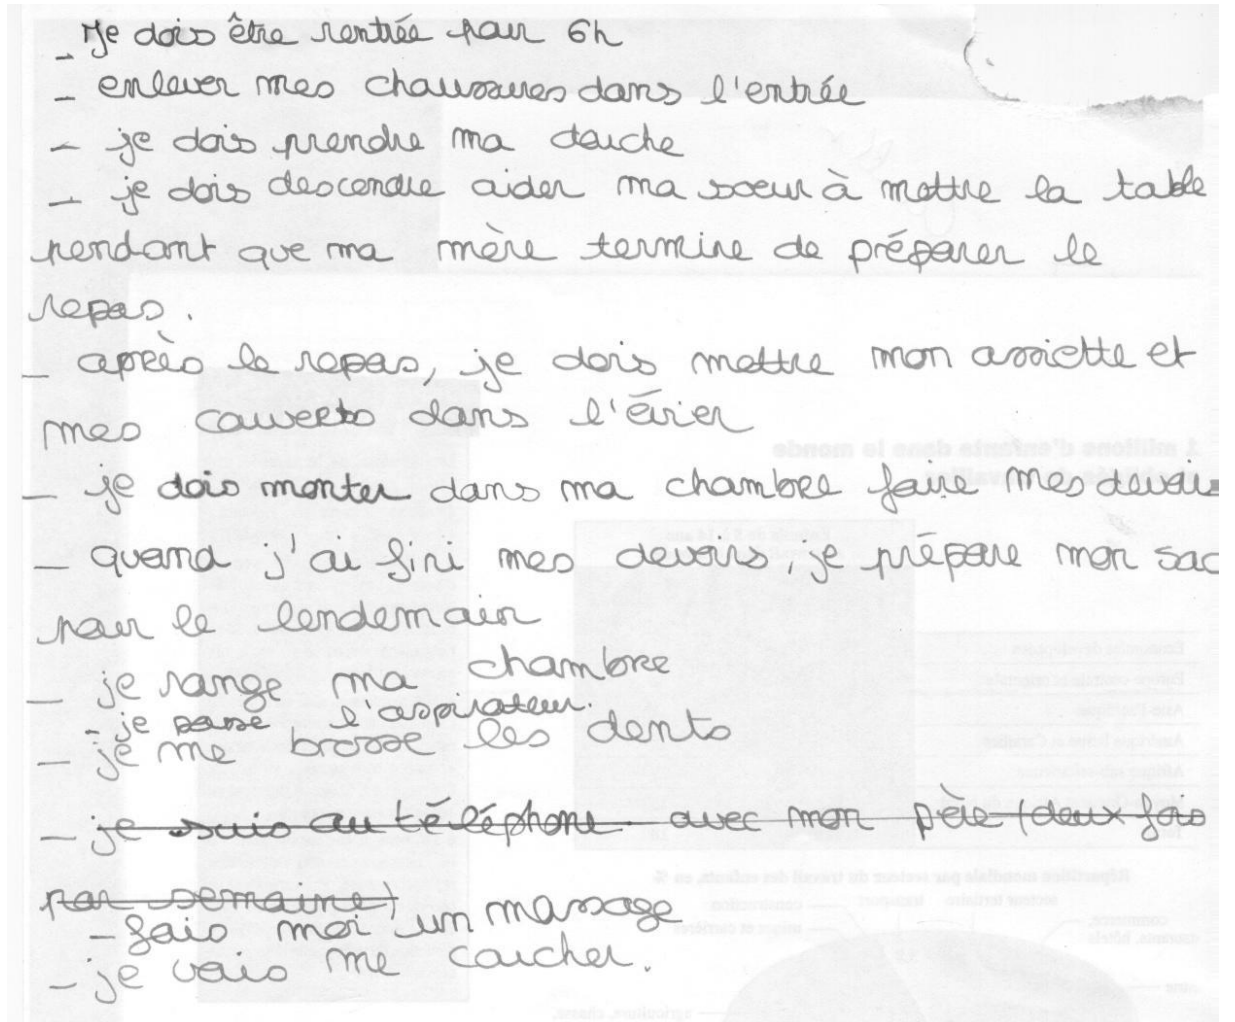 - je dois être rentrée pour 6h
- enlever mes chaussures dans l'entrée
- je dois prendre ma douche
- je dois descendre aider ma soeur à mettre la table
pendant que ma mère termine de préparer le
repas.
- après le repas, je dois mettre mon assiette et
mes couverts dans l'évier
- je dois monter dans ma chambre faire mes devoirs
- quand j'ai fini mes devoirs, je prépare mon sac
pour le lendemain
- je range ma chambre
- je passe l'aspirateur.
- je me brosse les dents
- je suis au téléphone avec mon père (deux fois
par semaine)
- fais moi un massage
- je vais me coucher.